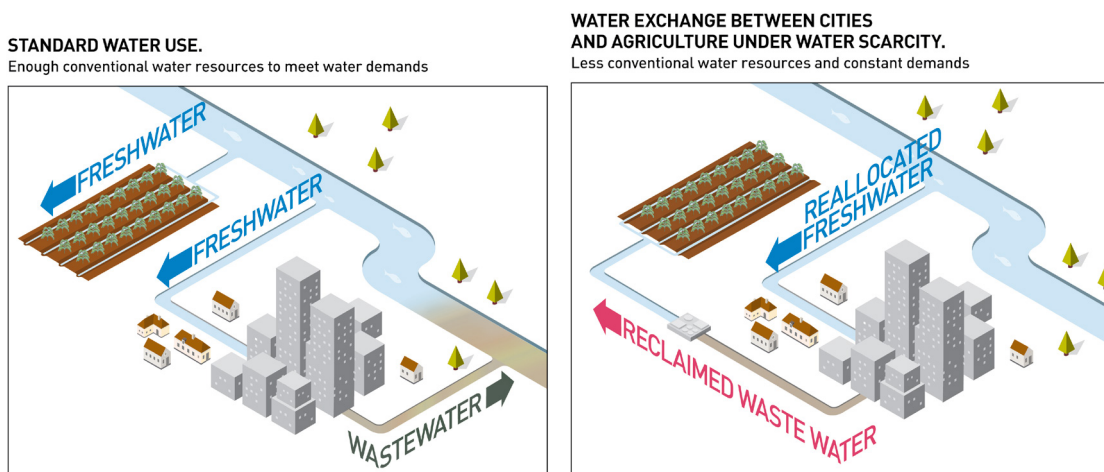 STANDARD WATER USE.
Enough conventional water resources to meet water demands
FRESHWATER
FRESHWATER
WASTEWATER
WATER EXCHANGE BETWEEN CITIES
AND AGRICULTURE UNDER WATER SCARCITY.
Less conventional water resources and constant demands
REALLOCATED
FRESHWATER
RECLAIMED WASTE WATER